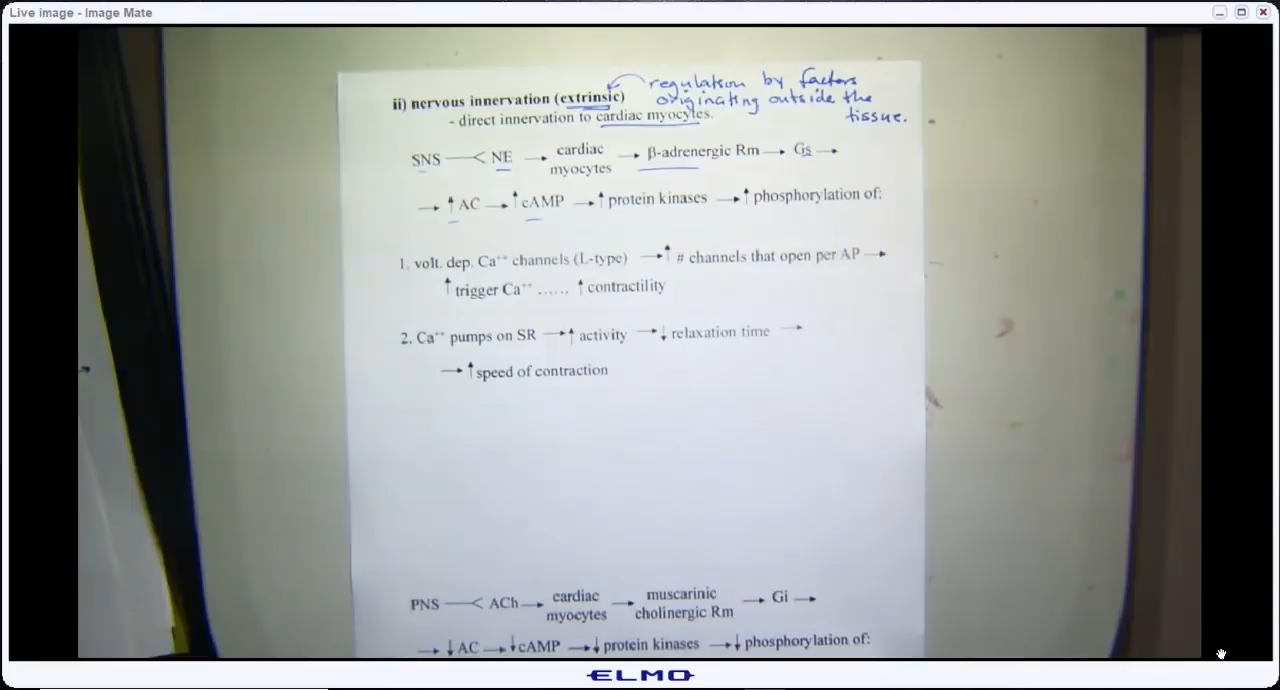 Live image - Image Mate
ii) nervous innervation (extrinsic) regulation by factors
originating outside the
tissue.
- direct innervation to cardiac myocytes.
SNS —< NE → cardiac myocytes → β-adrenergic Rm → Gs →
→ ↑ AC → ↑ cAMP → ↑ protein kinases → ↑ phosphorylation of:
1. volt. dep. Ca⁺⁺ channels (L-type) → ↑ # channels that open per AP →
↑ trigger Ca⁺⁺ ...... ↑ contractility
2. Ca⁺⁺ pumps on SR → ↑ activity → ↓ relaxation time →
→ ↑ speed of contraction
PNS —< ACh → cardiac myocytes → muscarinic cholinergic Rm → Gi →
→ ↓ AC → ↓ cAMP → ↓ protein kinases → ↓ phosphorylation of:
ELMO